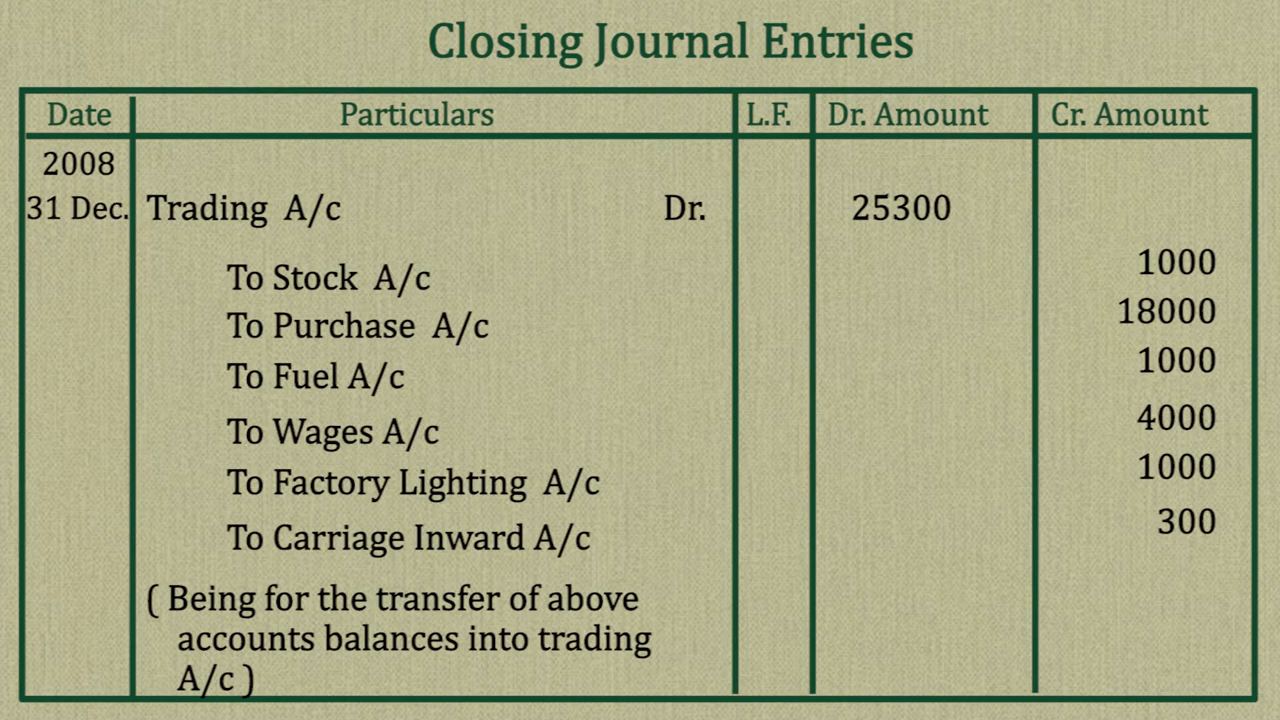 Closing Journal Entries
Date Particulars L.F. Dr. Amount Cr. Amount
2008
31 Dec. Trading A/c Dr. 25300
To Stock A/c 1000
To Purchase A/c 18000
To Fuel A/c 1000
To Wages A/c 4000
To Factory Lighting A/c 1000
To Carriage Inward A/c 300
( Being for the transfer of above
accounts balances into trading
A/c )